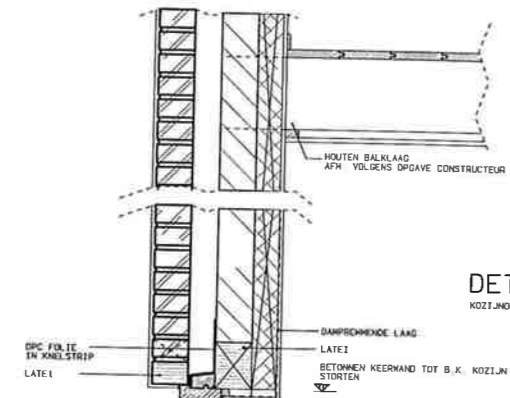 HOUTEN BALKLAAG
AFM VOLGENS OPGAVE CONSTRUCTEUR
DET
KOZIJNO
DAMPREMMENDE LAAG
DPC FOLIE
IN KNELSTRIP
LATEI
LATEI
BETONNEN KEERWAND TOT B.K. KOZIJN
STORTEN